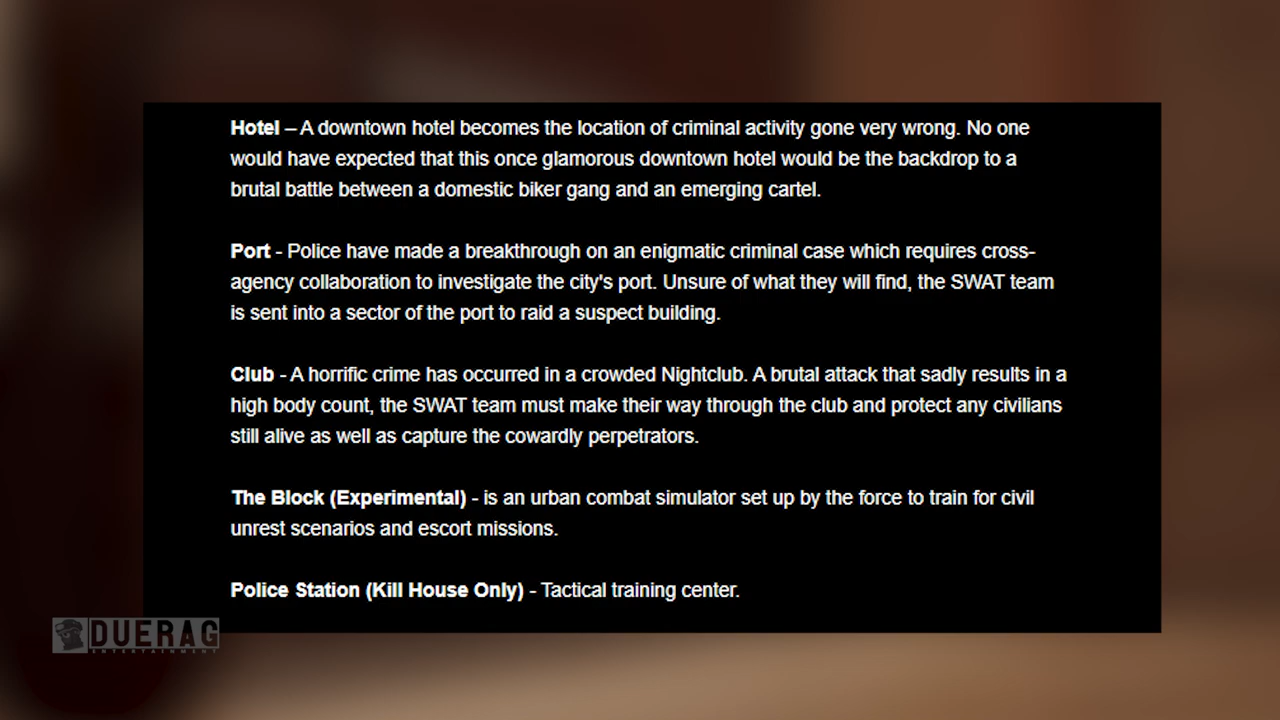 Hotel – A downtown hotel becomes the location of criminal activity gone very wrong. No one
would have expected that this once glamorous downtown hotel would be the backdrop to a
brutal battle between a domestic biker gang and an emerging cartel.
Port - Police have made a breakthrough on an enigmatic criminal case which requires cross-
agency collaboration to investigate the city's port. Unsure of what they will find, the SWAT team
is sent into a sector of the port to raid a suspect building.
Club - A horrific crime has occurred in a crowded Nightclub. A brutal attack that sadly results in a
high body count, the SWAT team must make their way through the club and protect any civilians
still alive as well as capture the cowardly perpetrators.
The Block (Experimental) - is an urban combat simulator set up by the force to train for civil
unrest scenarios and escort missions.
Police Station (Kill House Only) - Tactical training center.
DUERAG
ENTERTAINMENT